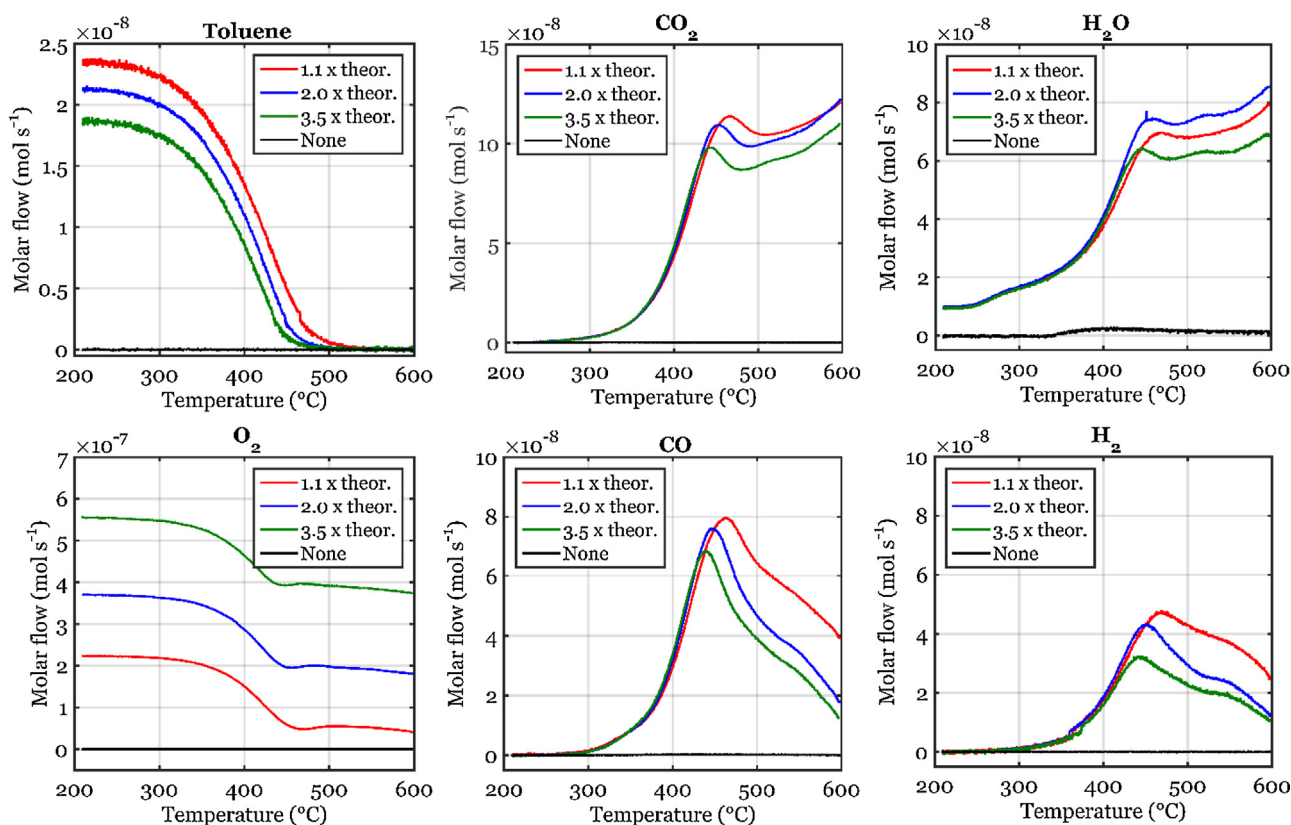 Toluene
×10⁻⁸
2.5
2
1.5
1
0.5
0
Molar flow (mol s⁻¹)
1.1 x theor.
2.0 x theor.
3.5 x theor.
None
200 300 400 500 600
Temperature (°C)
CO₂
×10⁻⁸
15
10
5
0
Molar flow (mol s⁻¹)
1.1 x theor.
2.0 x theor.
3.5 x theor.
None
200 300 400 500 600
Temperature (°C)
H₂O
×10⁻⁸
10
8
6
4
2
0
Molar flow (mol s⁻¹)
1.1 x theor.
2.0 x theor.
3.5 x theor.
None
200 300 400 500 600
Temperature (°C)
O₂
×10⁻⁷
7
6
5
4
3
2
1
0
Molar flow (mol s⁻¹)
1.1 x theor.
2.0 x theor.
3.5 x theor.
None
200 300 400 500 600
Temperature (°C)
CO
×10⁻⁸
10
8
6
4
2
0
Molar flow (mol s⁻¹)
1.1 x theor.
2.0 x theor.
3.5 x theor.
None
200 300 400 500 600
Temperature (°C)
H₂
×10⁻⁸
10
8
6
4
2
0
Molar flow (mol s⁻¹)
1.1 x theor.
2.0 x theor.
3.5 x theor.
None
200 300 400 500 600
Temperature (°C)